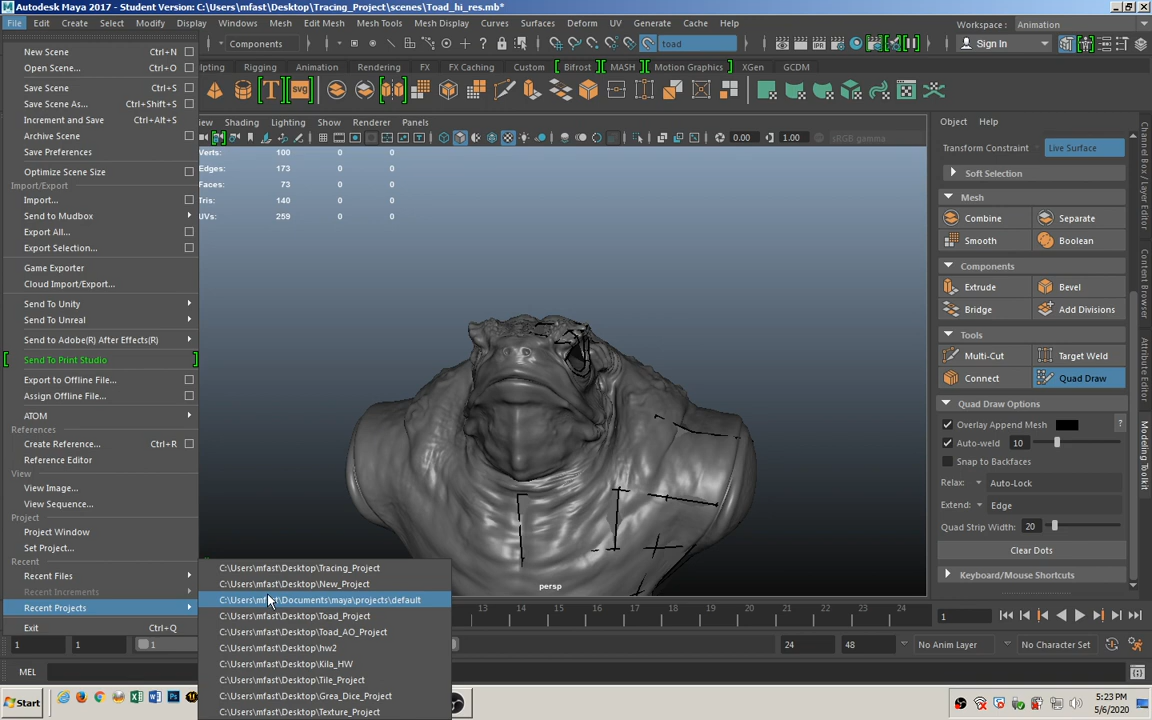 Autodesk Maya 2017 - Student Version: C:\Users\mfast\Desktop\Tracing_Project\scenes\Toad_hi_res.mb*
File Edit Create Select Modify Display Windows Mesh Edit Mesh Mesh Tools Mesh Display Curves Surfaces Deform UV Generate Cache Help
Workspace : Animation
Components
toad
Sign In
ulpting Rigging Animation Rendering FX FX Caching Custom Bifrost MASH Motion Graphics XGen GCDM
T svg
New Scene Ctrl+N
Open Scene... Ctrl+O
Save Scene Ctrl+S
Save Scene As... Ctrl+Shift+S
Increment and Save Ctrl+Alt+S
Archive Scene
Save Preferences
Optimize Scene Size
Import/Export
Import...
Send to Mudbox
Export All...
Export Selection...
Game Exporter
Cloud Import/Export...
Send To Unity
Send To Unreal
Send to Adobe(R) After Effects(R)
Send To Print Studio
Export to Offline File...
Assign Offline File...
ATOM
References
Create Reference... Ctrl+R
Reference Editor
View
View Image...
View Sequence...
Project
Project Window
Set Project...
Recent
Recent Files
Recent Increments
Recent Projects
Exit Ctrl+Q
C:\Users\mfast\Desktop\Tracing_Project
C:\Users\mfast\Desktop\New_Project
C:\Users\mfast\Documents\maya\projects\default
C:\Users\mfast\Desktop\Toad_Project
C:\Users\mfast\Desktop\Toad_AO_Project
C:\Users\mfast\Desktop\hw2
C:\Users\mfast\Desktop\Kila_HW
C:\Users\mfast\Desktop\Tile_Project
C:\Users\mfast\Desktop\Grea_Dice_Project
C:\Users\mfast\Desktop\Texture_Project
iew Shading Lighting Show Renderer Panels
0.00 1.00 sRGB gamma
Verts: 100 0 0
Edges: 173 0 0
Faces: 73 0 0
Tris: 140 0 0
UVs: 259 0 0
persp
Object Help
Transform Constraint Live Surface
Soft Selection
Mesh
Combine Separate
Smooth Boolean
Components
Extrude Bevel
Bridge Add Divisions
Tools
Multi-Cut Target Weld
Connect Quad Draw
Quad Draw Options
Overlay Append Mesh ?
Auto-weld 10
Snap to Backfaces
Relax: Auto-Lock
Extend: Edge
Quad Strip Width: 20
Clear Dots
Keyboard/Mouse Shortcuts
Channel Box / Layer Editor
Content Browser
Attribute Editor
Modeling Toolkit
13 14 15 16 17 18 19 20 21 22 23 24
1
1 1 1 24 48 No Anim Layer No Character Set
MEL
Start
5:23 PM
5/6/2020